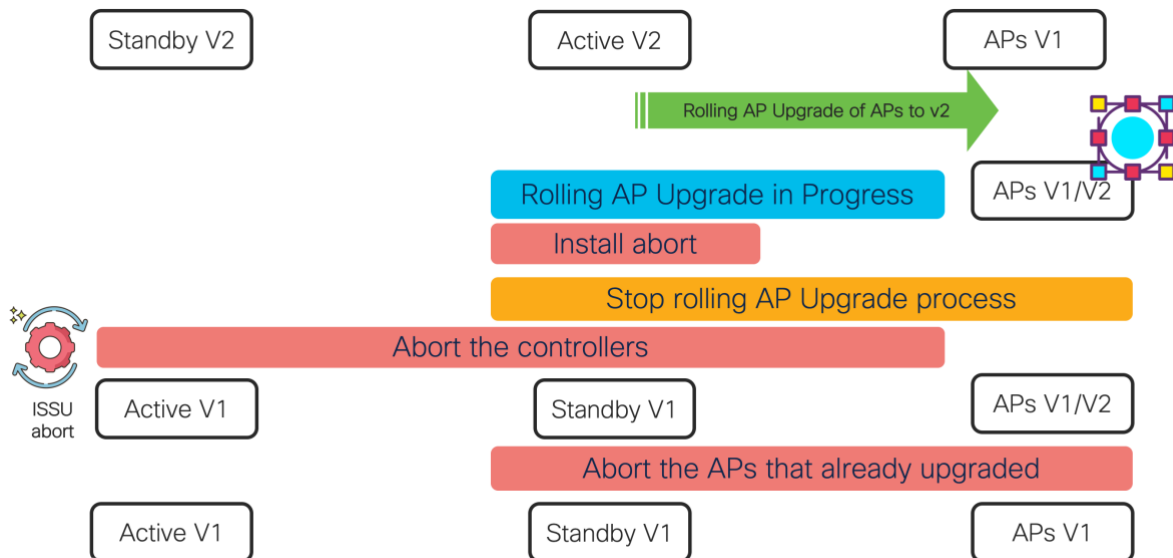 Standby V2
Active V2
APs V1
Rolling AP Upgrade of APs to v2
Rolling AP Upgrade in Progress
APs V1/V2
Install abort
Stop rolling AP Upgrade process
Abort the controllers
ISSU
abort
Active V1
Standby V1
APs V1/V2
Abort the APs that already upgraded
Active V1
Standby V1
APs V1